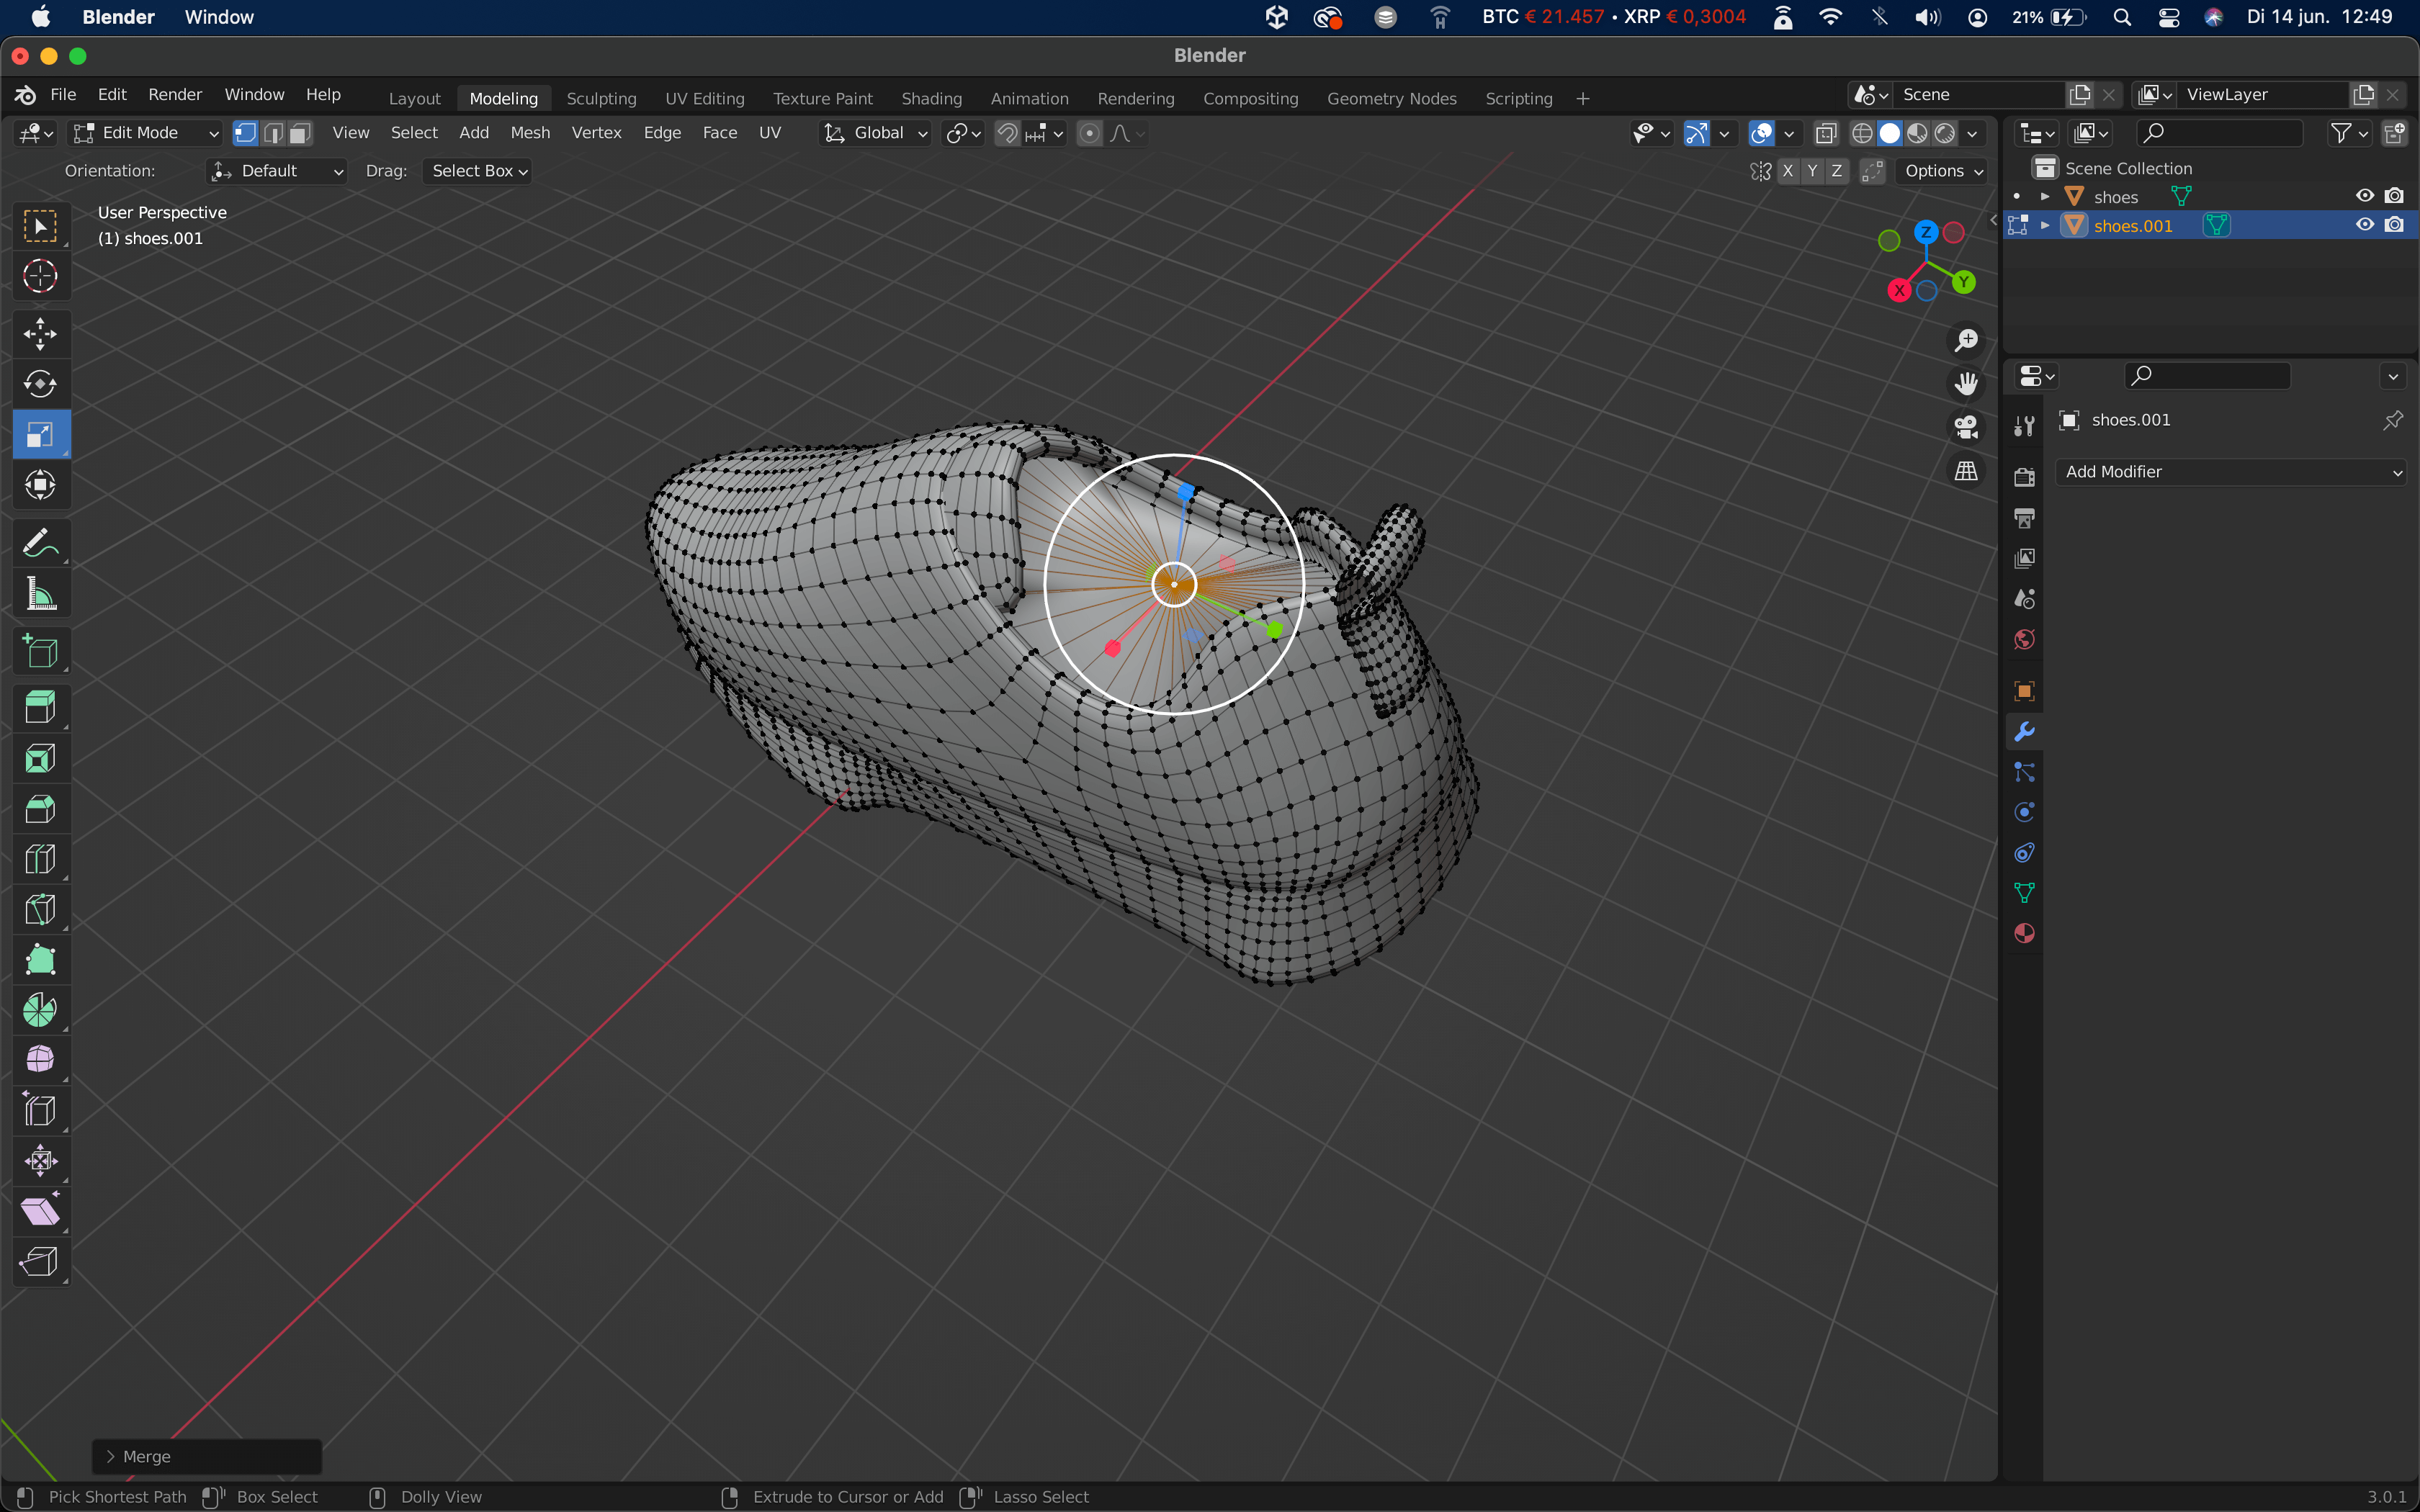 Blender Window BTC € 21.457 • XRP € 0,3004 21% Di 14 jun. 12:49
Blender
File Edit Render Window Help Layout Modeling Sculpting UV Editing Texture Paint Shading Animation Rendering Compositing Geometry Nodes Scripting + Scene ViewLayer
Edit Mode View Select Add Mesh Vertex Edge Face UV Global
Orientation: Default Drag: Select Box X Y Z Options
Scene Collection
shoes
shoes.001
User Perspective
(1) shoes.001
Z
Y
X
shoes.001
Add Modifier
Merge
Pick Shortest Path Box Select Dolly View Extrude to Cursor or Add Lasso Select 3.0.1